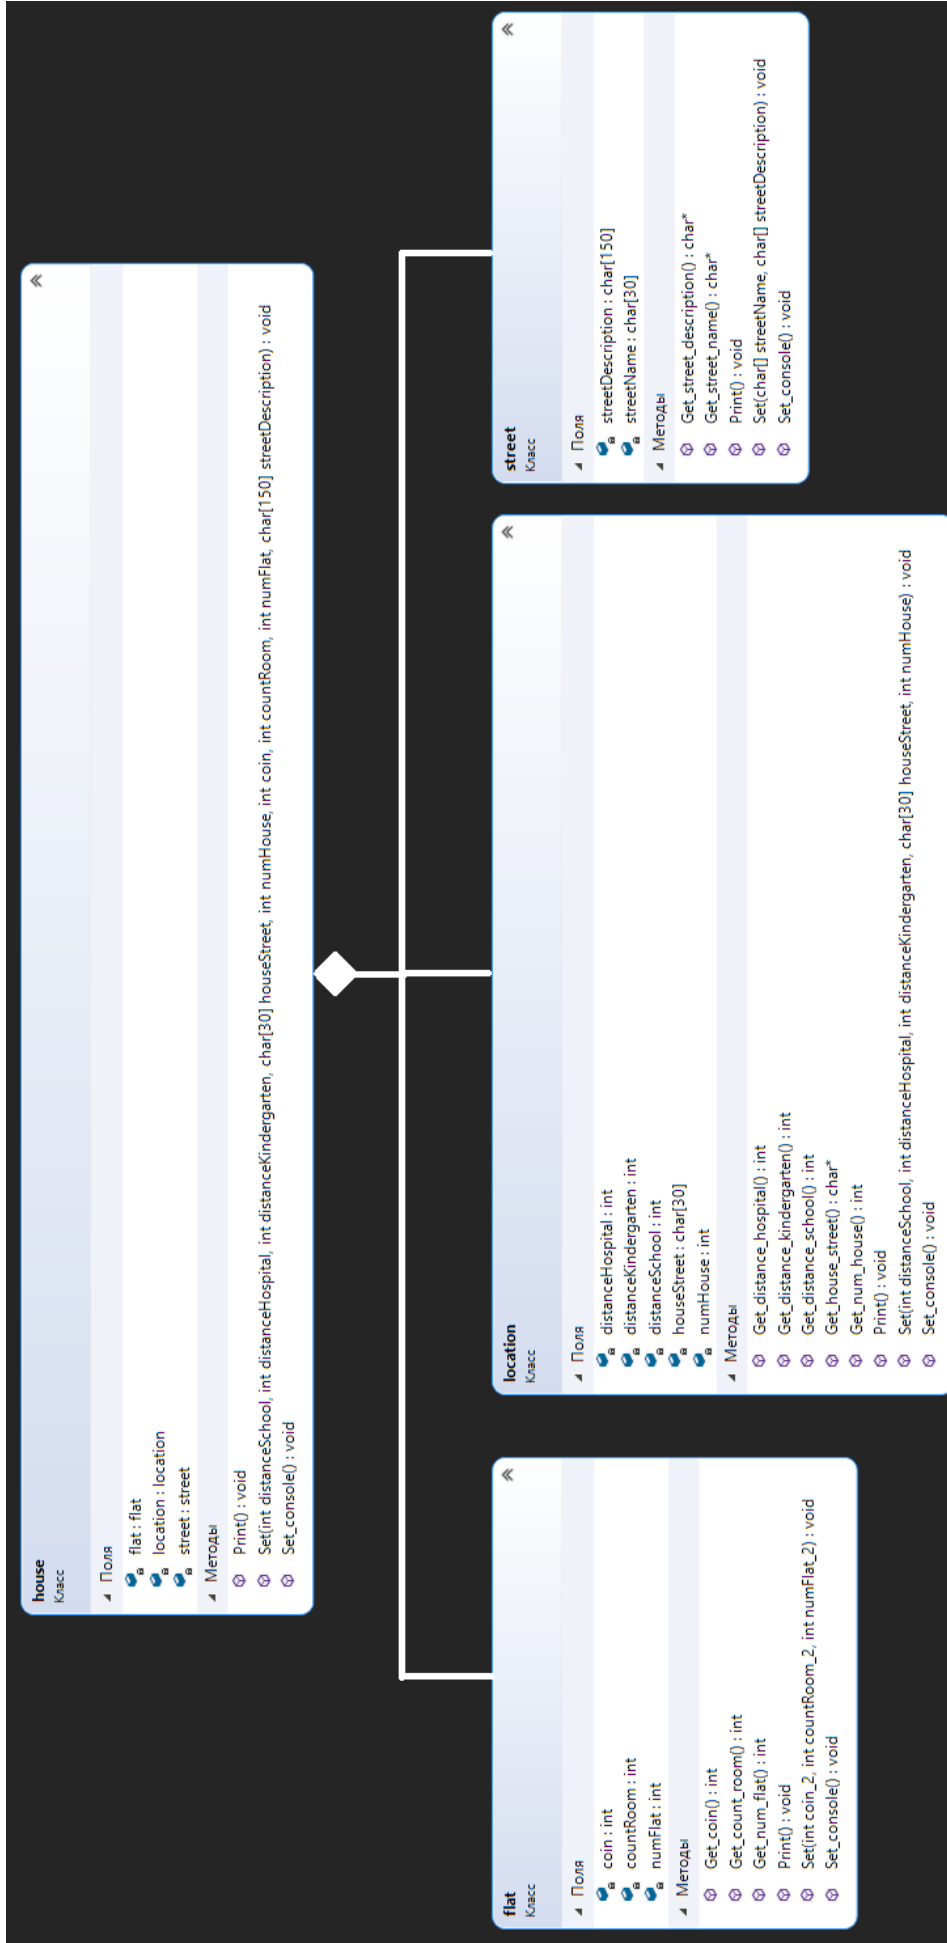 house
Класс
Поля
flat : flat
location : location
street : street
Методы
Print() : void
Set(int distanceSchool, int distanceHospital, int distanceKindergarten, char[30] houseStreet, int numHouse, int coin, int countRoom, int numFlat, char[150] streetDescription) : void
Set_console() : void
flat
Класс
Поля
coin : int
countRoom : int
numFlat : int
Методы
Get_coin() : int
Get_count_room() : int
Get_num_flat() : int
Print() : void
Set(int coin_2, int countRoom_2, int numFlat_2) : void
Set_console() : void
location
Класс
Поля
distanceHospital : int
distanceKindergarten : int
distanceSchool : int
houseStreet : char[30]
numHouse : int
Методы
Get_distance_hospital() : int
Get_distance_kindergarten() : int
Get_distance_school() : int
Get_house_street() : char*
Get_num_house() : int
Print() : void
Set(int distanceSchool, int distanceHospital, int distanceKindergarten, char[30] houseStreet, int numHouse) : void
Set_console() : void
street
Класс
Поля
streetDescription : char[150]
streetName : char[30]
Методы
Get_street_description() : char*
Get_street_name() : char*
Print() : void
Set(char[] streetName, char[] streetDescription) : void
Set_console() : void